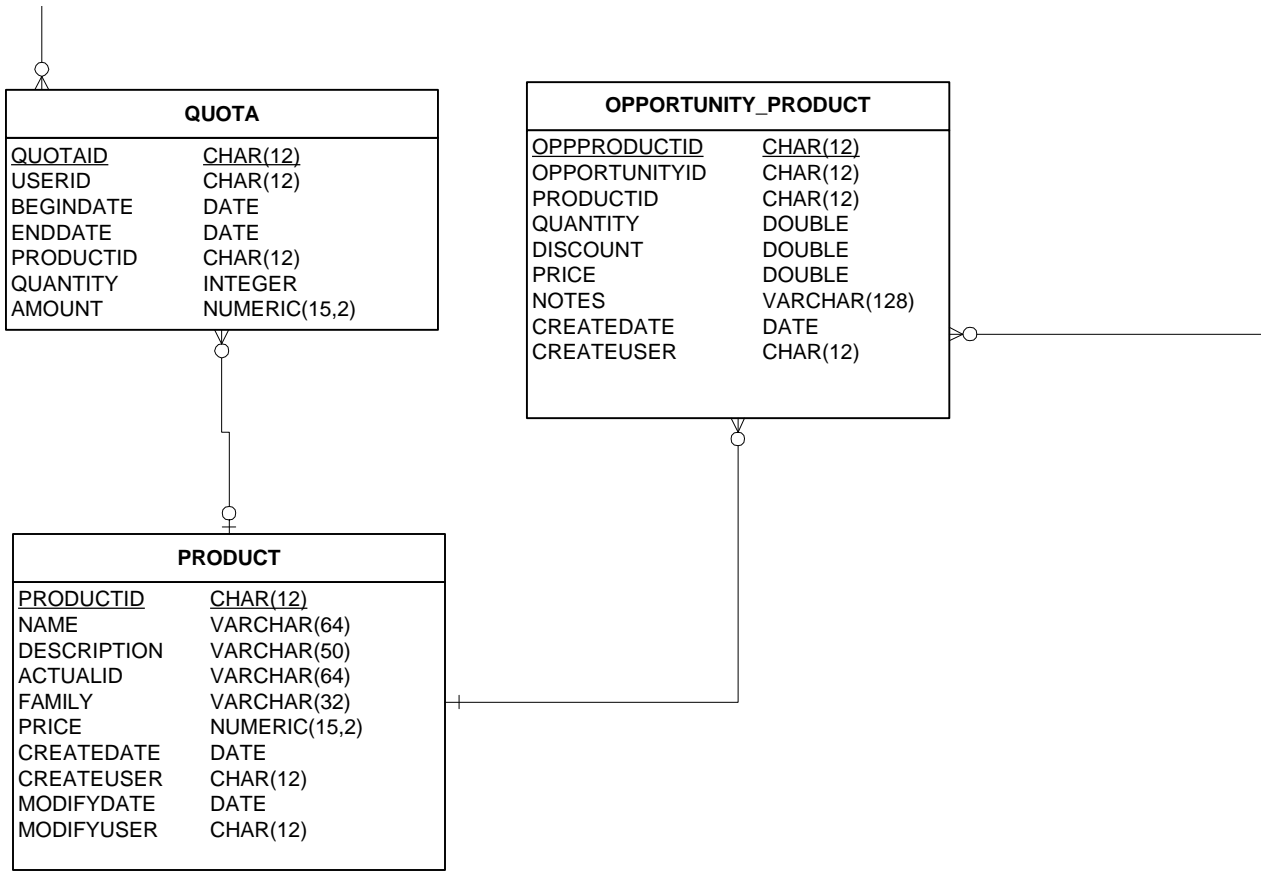 QUOTA
QUOTAID CHAR(12)
USERID CHAR(12)
BEGINDATE DATE
ENDDATE DATE
PRODUCTID CHAR(12)
QUANTITY INTEGER
AMOUNT NUMERIC(15,2)
OPPORTUNITY_PRODUCT
OPPPRODUCTID CHAR(12)
OPPORTUNITYID CHAR(12)
PRODUCTID CHAR(12)
QUANTITY DOUBLE
DISCOUNT DOUBLE
PRICE DOUBLE
NOTES VARCHAR(128)
CREATEDATE DATE
CREATEUSER CHAR(12)
PRODUCT
PRODUCTID CHAR(12)
NAME VARCHAR(64)
DESCRIPTION VARCHAR(50)
ACTUALID VARCHAR(64)
FAMILY VARCHAR(32)
PRICE NUMERIC(15,2)
CREATEDATE DATE
CREATEUSER CHAR(12)
MODIFYDATE DATE
MODIFYUSER CHAR(12)